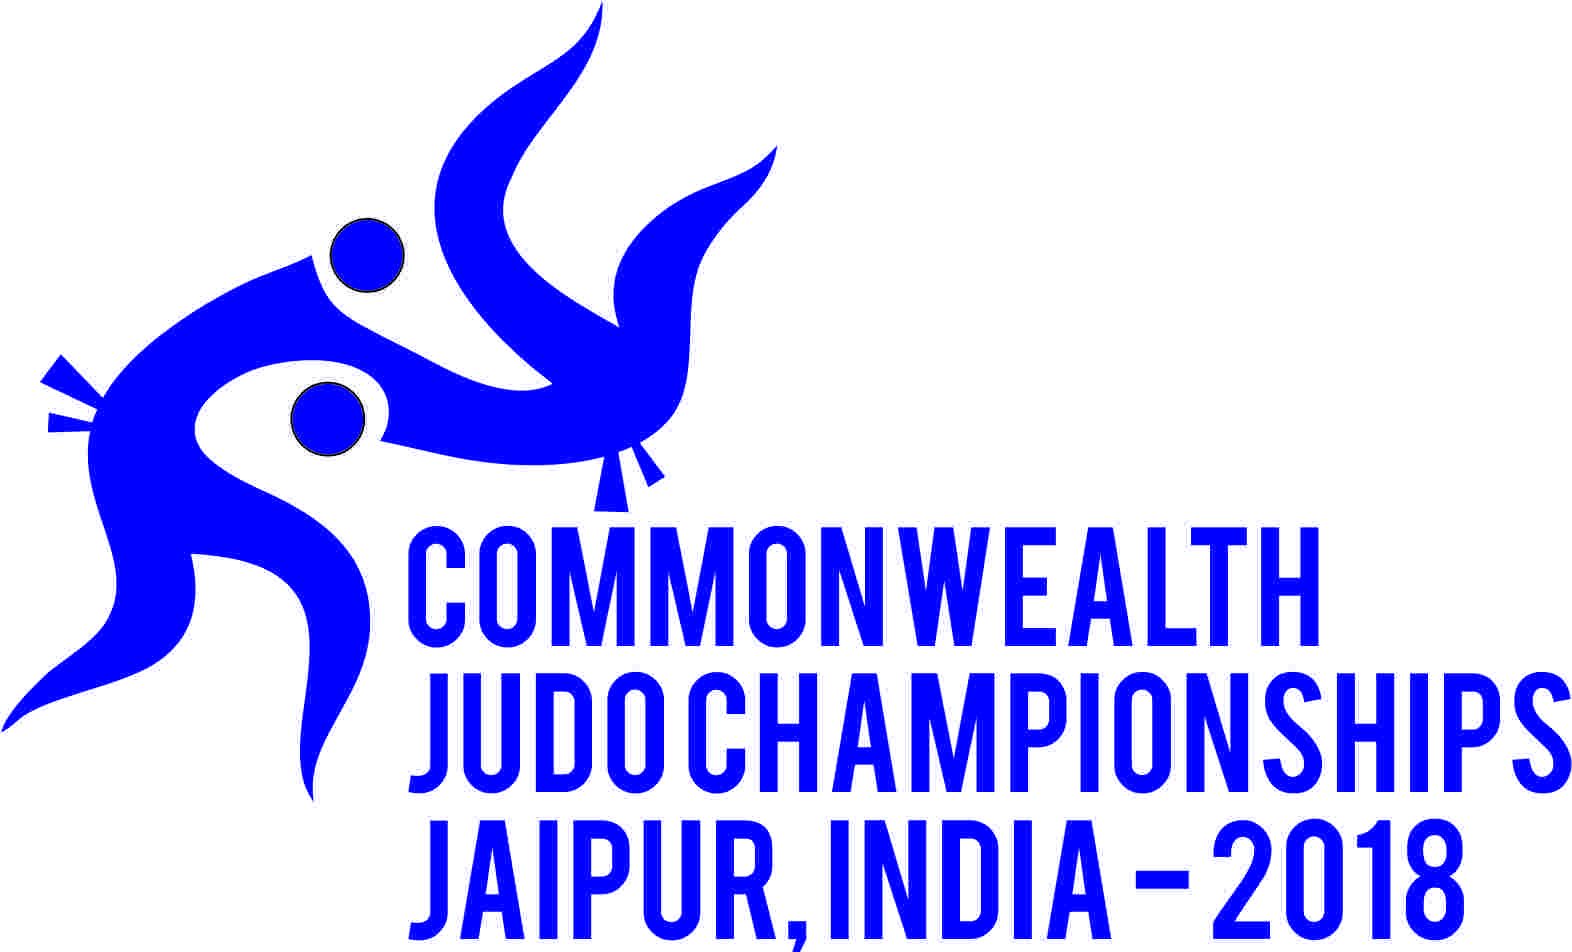 COMMONWEALTH
JUDO CHAMPIONSHIPS
JAIPUR, INDIA - 2018